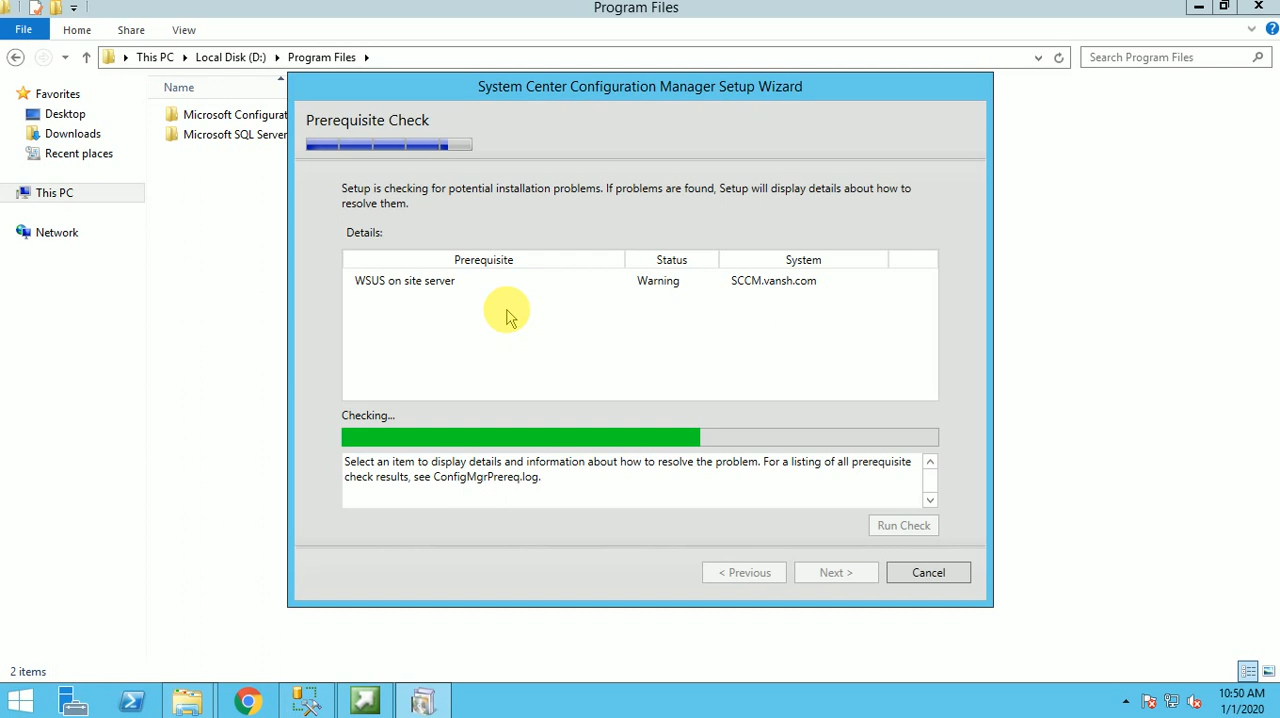 Program Files
File
Home
Share
View
This PC
Local Disk (D:)
Program Files
Search Program Files
Favorites
Desktop
Downloads
Recent places
This PC
Network
Name
Microsoft Configurat
Microsoft SQL Server
System Center Configuration Manager Setup Wizard
Prerequisite Check
Setup is checking for potential installation problems. If problems are found, Setup will display details about how to
resolve them.
Details:
Prerequisite
Status
System
WSUS on site server
Warning
SCCM.vansh.com
Checking...
Select an item to display details and information about how to resolve the problem. For a listing of all prerequisite
check results, see ConfigMgrPrereq.log.
Run Check
< Previous
Next >
Cancel
2 items
10:50 AM
1/1/2020